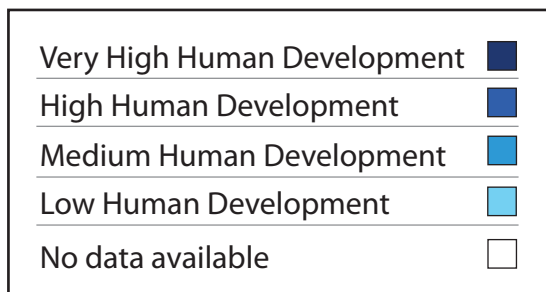 Very High Human Development
High Human Development
Medium Human Development
Low Human Development
No data available